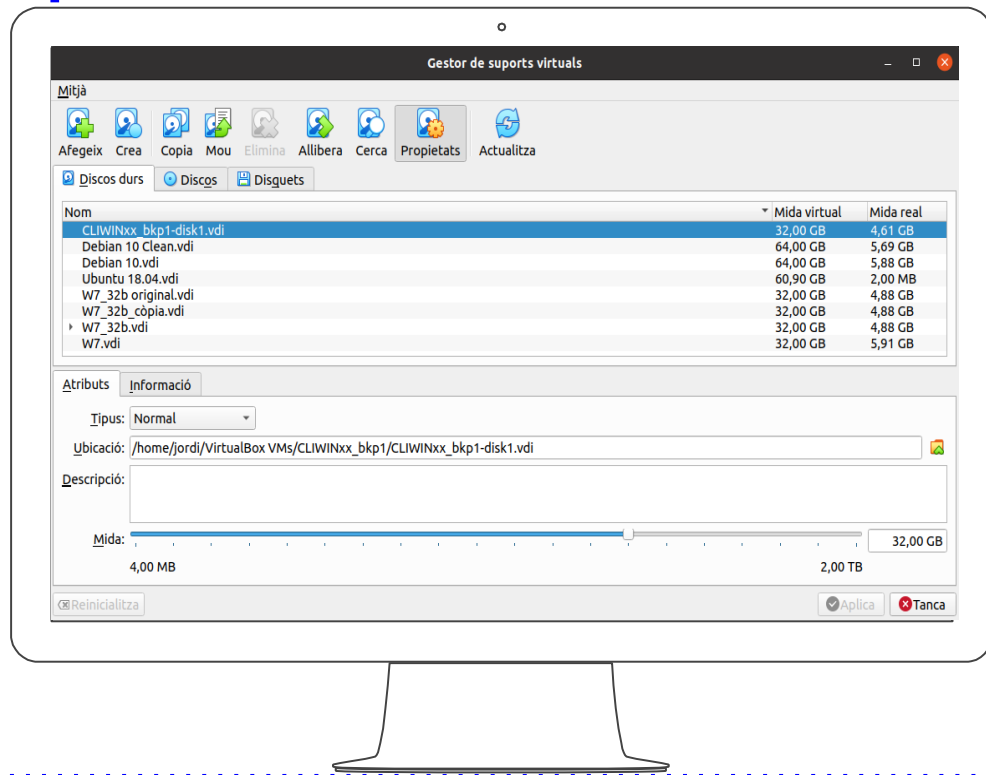 Gestor de suports virtuals
Mitjà
Afegeix Crea Copia Mou Elimina Allibera Cerca Propietats Actualitza
Discos durs Discos Disquets
Nom Mida virtual Mida real
CLIWINxx_bkp1-disk1.vdi 32,00 GB 4,61 GB
Debian 10 Clean.vdi 64,00 GB 5,69 GB
Debian 10.vdi 64,00 GB 5,88 GB
Ubuntu 18.04.vdi 60,90 GB 2,00 MB
W7_32b original.vdi 32,00 GB 4,88 GB
W7_32b_còpia.vdi 32,00 GB 4,88 GB
W7_32b.vdi 32,00 GB 4,88 GB
W7.vdi 32,00 GB 5,91 GB
Atributs Informació
Tipus: Normal
Ubicació: /home/jordi/VirtualBox VMs/CLIWINxx_bkp1/CLIWINxx_bkp1-disk1.vdi
Descripció:
Mida: 32,00 GB
4,00 MB 2,00 TB
Reinicialitza Aplica Tanca